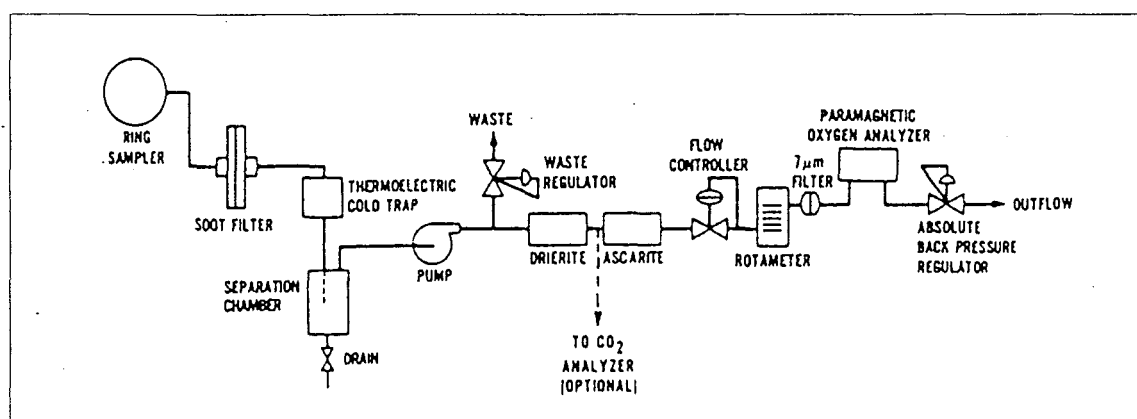 RING
SAMPLER
SOOT FILTER
THERMOELECTRIC
COLD TRAP
SEPARATION
CHAMBER
DRAIN
PUMP
WASTE
WASTE
REGULATOR
DRIERITE
ASCARITE
TO CO2
ANALYZER
(OPTIONAL)
FLOW
CONTROLLER
ROTAMETER
7μm
FILTER
PARAMAGNETIC
OXYGEN ANALYZER
ABSOLUTE
BACK PRESSURE
REGULATOR
OUTFLOW